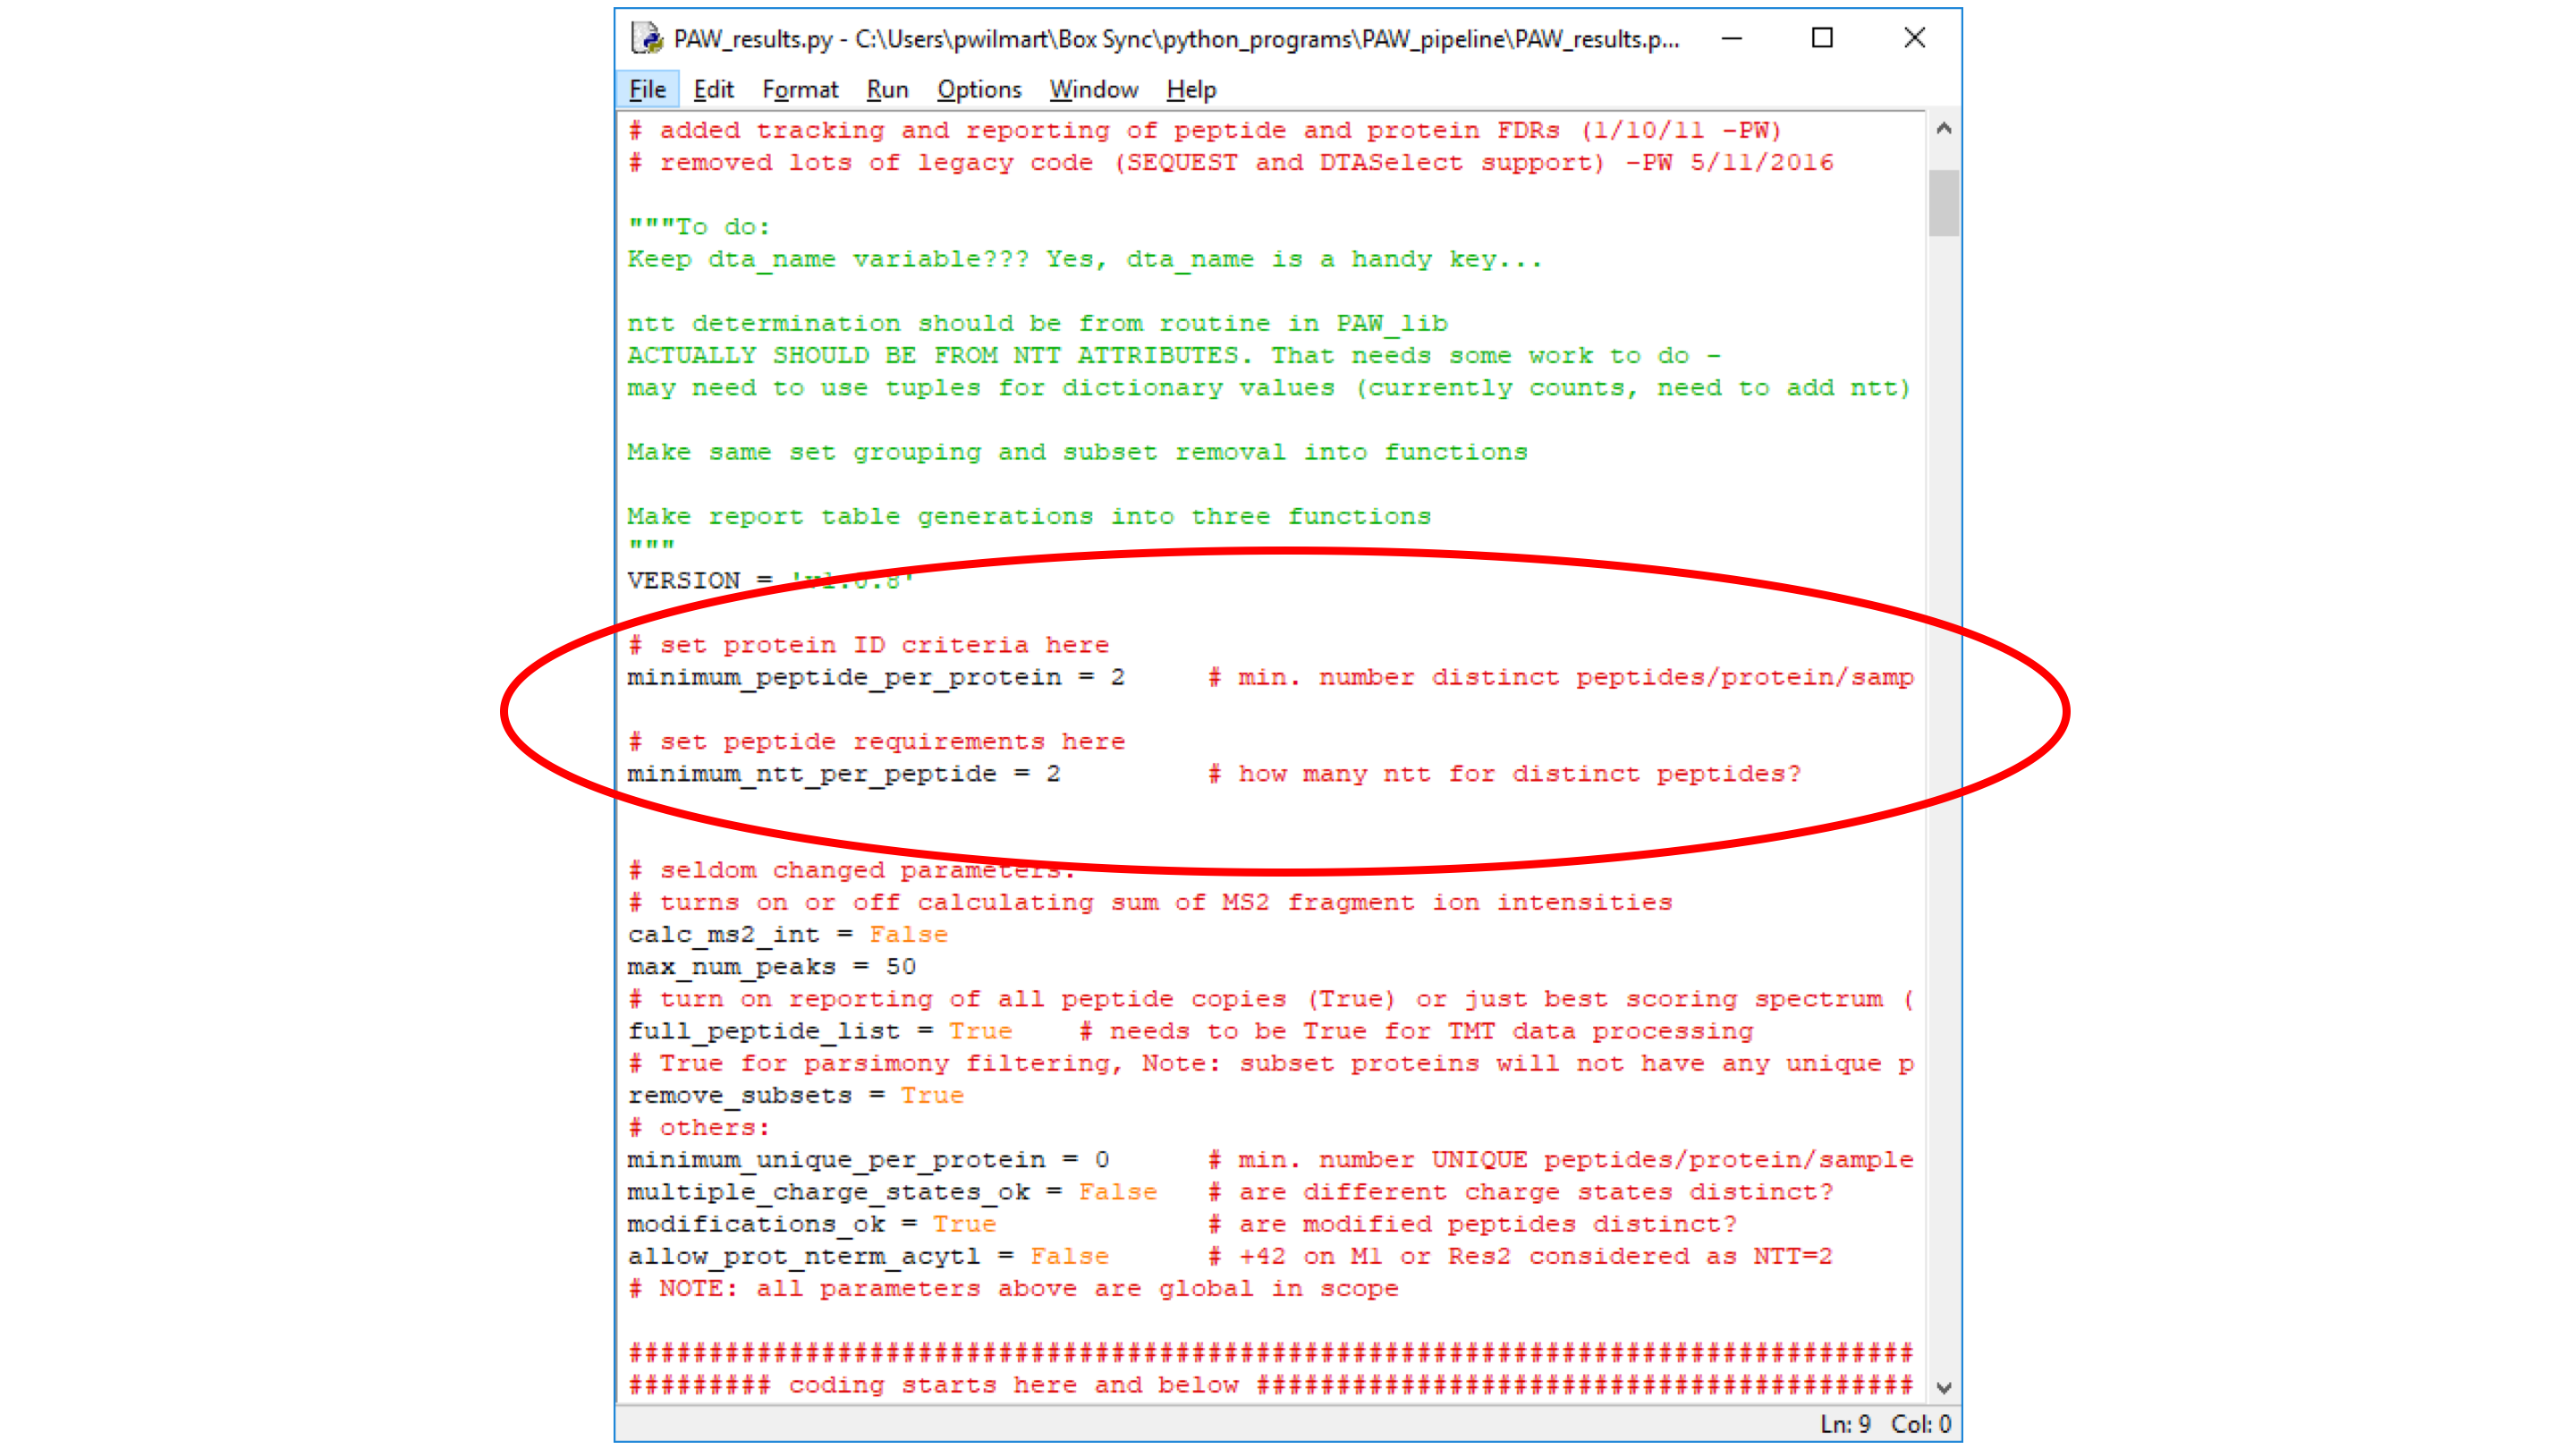 PAW_results.py - C:\Users\pwilmart\Box Sync\python_programs\PAW_pipeline\PAW_results.p...
File Edit Format Run Options Window Help
# added tracking and reporting of peptide and protein FDRs (1/10/11 -PW)
# removed lots of legacy code (SEQUEST and DTASelect support) -PW 5/11/2016
"""To do:
Keep dta_name variable??? Yes, dta_name is a handy key...
ntt determination should be from routine in PAW_lib
ACTUALLY SHOULD BE FROM NTT ATTRIBUTES. That needs some work to do -
may need to use tuples for dictionary values (currently counts, need to add ntt)
Make same set grouping and subset removal into functions
Make report table generations into three functions
"""
VERSION = 'v1.0.8'
# set protein ID criteria here
minimum_peptide_per_protein = 2 # min. number distinct peptides/protein/samp
# set peptide requirements here
minimum_ntt_per_peptide = 2 # how many ntt for distinct peptides?
# seldom changed parameters:
# turns on or off calculating sum of MS2 fragment ion intensities
calc_ms2_int = False
max_num_peaks = 50
# turn on reporting of all peptide copies (True) or just best scoring spectrum (
full_peptide_list = True # needs to be True for TMT data processing
# True for parsimony filtering, Note: subset proteins will not have any unique p
remove_subsets = True
# others:
minimum_unique_per_protein = 0 # min. number UNIQUE peptides/protein/sample
multiple_charge_states_ok = False # are different charge states distinct?
modifications_ok = True # are modified peptides distinct?
allow_prot_nterm_acytl = False # +42 on M1 or Res2 considered as NTT=2
# NOTE: all parameters above are global in scope
################################################################################
######### coding starts here and below #########################################
Ln: 9 Col: 0